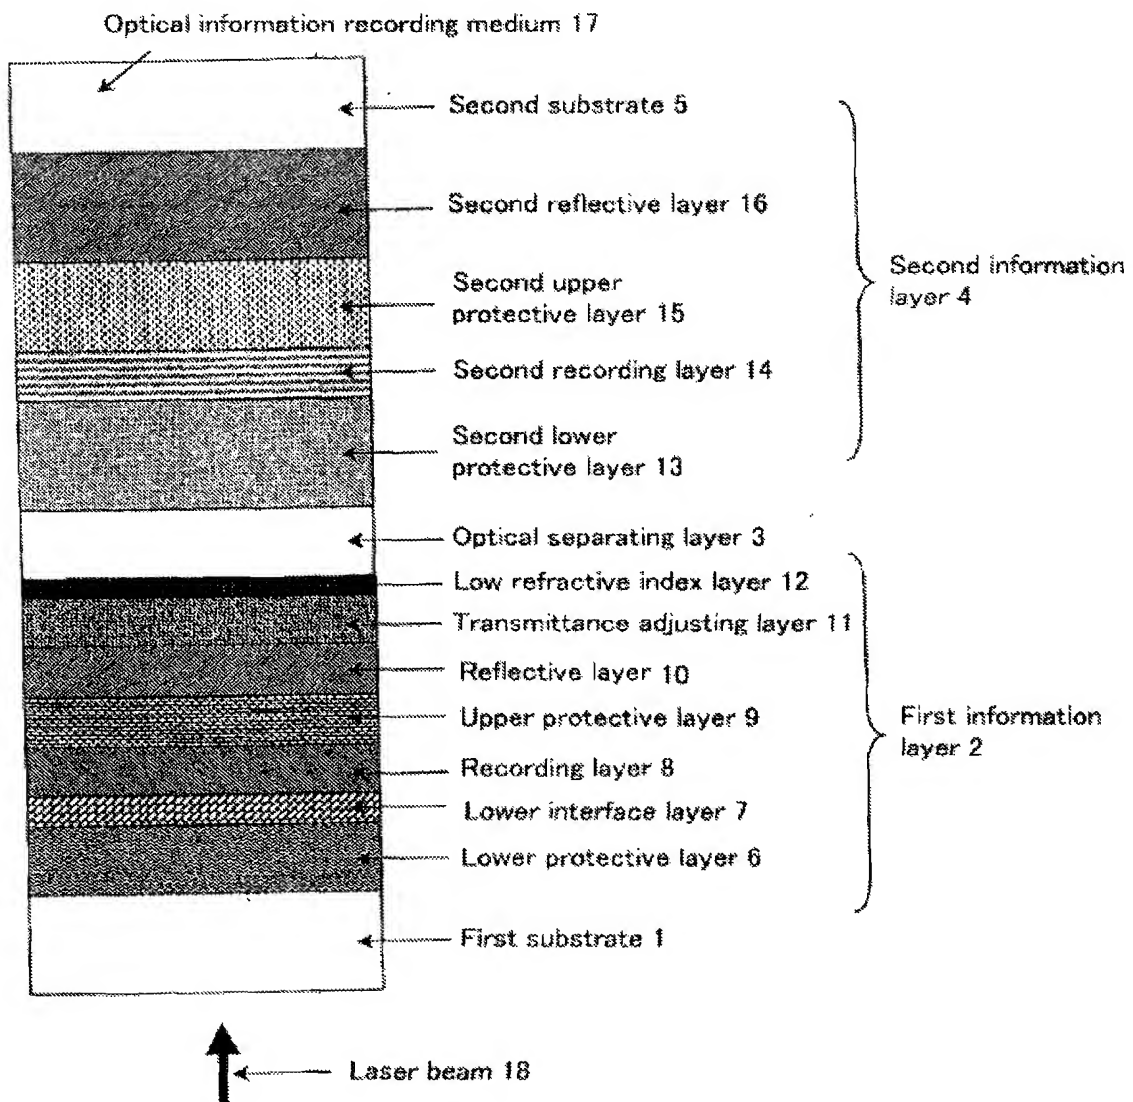 Optical information recording medium 17
Second substrate 5
Second reflective layer 16
Second information
layer 4
Second upper
protective layer 15
Second recording layer 14
Second lower
protective layer 13
Optical separating layer 3
Low refractive index layer 12
Transmittance adjusting layer 11
Reflective layer 10
Upper protective layer 9
First information
layer 2
Recording layer 8
Lower interface layer 7
Lower protective layer 6
First substrate 1
Laser beam 18